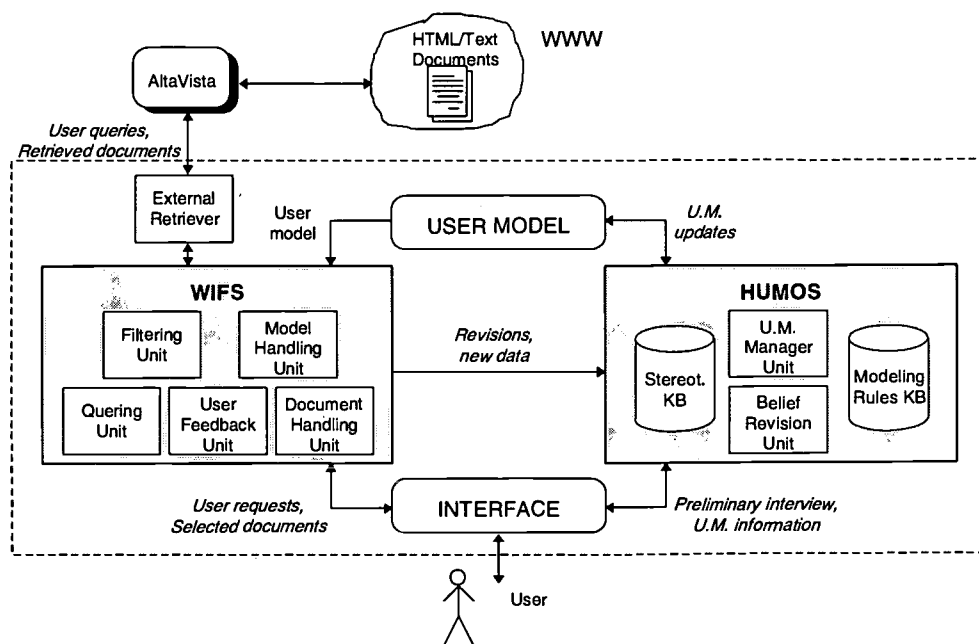 HTML/Text
Documents
WWW
AltaVista
User queries,
Retrieved documents
External
Retriever
User
model
USER MODEL
U.M.
updates
WIFS
Filtering
Unit
Model
Handling
Unit
Quering
Unit
User
Feedback
Unit
Document
Handling
Unit
Revisions,
new data
HUMOS
Stereot.
KB
U.M.
Manager
Unit
Belief
Revision
Unit
Modeling
Rules KB
User requests,
Selected documents
INTERFACE
Preliminary interview,
U.M. information
User